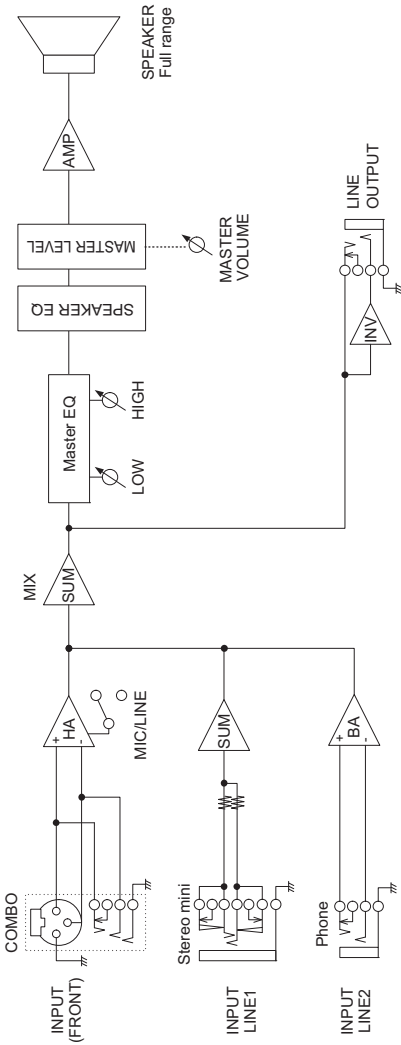 COMBO
INPUT
(FRONT)
+
-
HA
MIC/LINE
MIX
SUM
Master EQ
LOW
HIGH
SPEAKER EQ
MASTER LEVEL
MASTER
VOLUME
AMP
SPEAKER
Full range
Stereo mini
INPUT
LINE1
SUM
Phone
INPUT
LINE2
+
-
BA
INV
LINE
OUTPUT